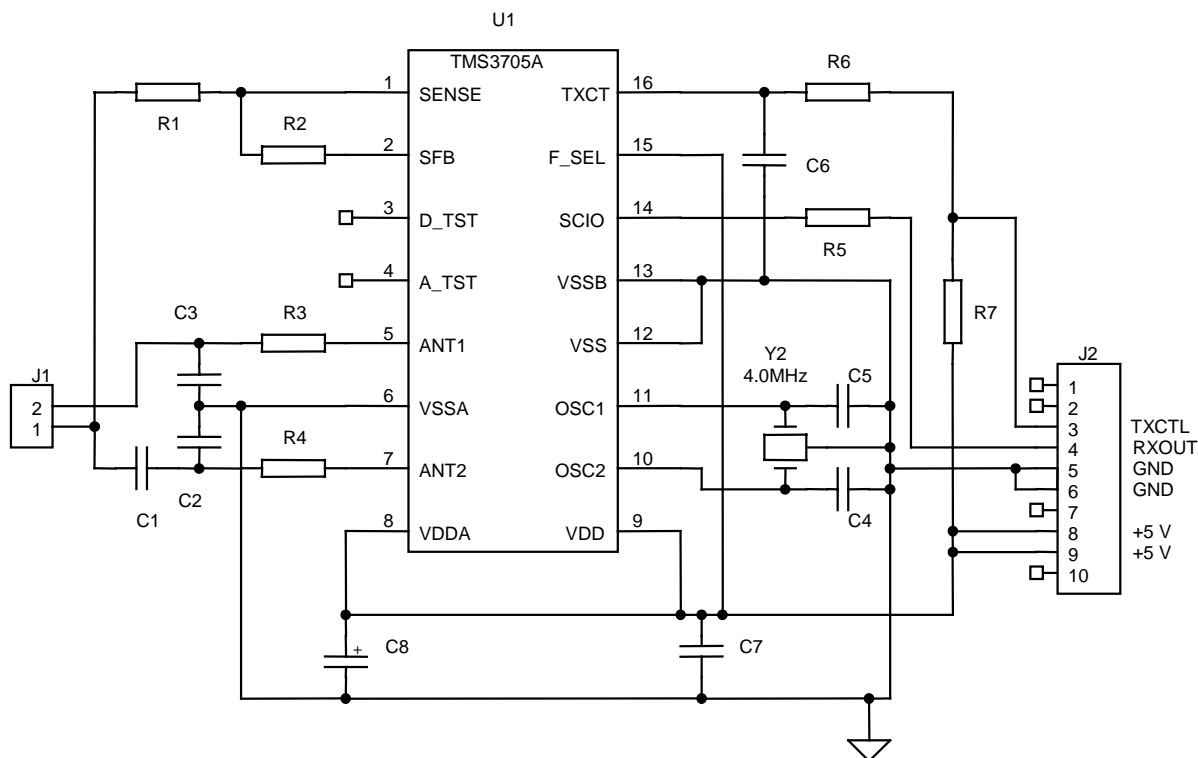 U1
TMS3705A
1 SENSE TXCT 16
R1
R6
2 SFB F_SEL 15
R2
C6
3 D_TST SCIO 14
R5
4 A_TST VSSB 13
C3
R3
R7
5 ANT1 VSS 12
J1
Y2
4.0MHz
C5
J2
2
1
6 VSSA OSC1 11
R4
7 ANT2 OSC2 10
C1
C2
C4
8 VDDA VDD 9
1
2
3 TXCTL
4 RXOUT
5 GND
6 GND
7
8 +5 V
9 +5 V
10
+
C8
C7